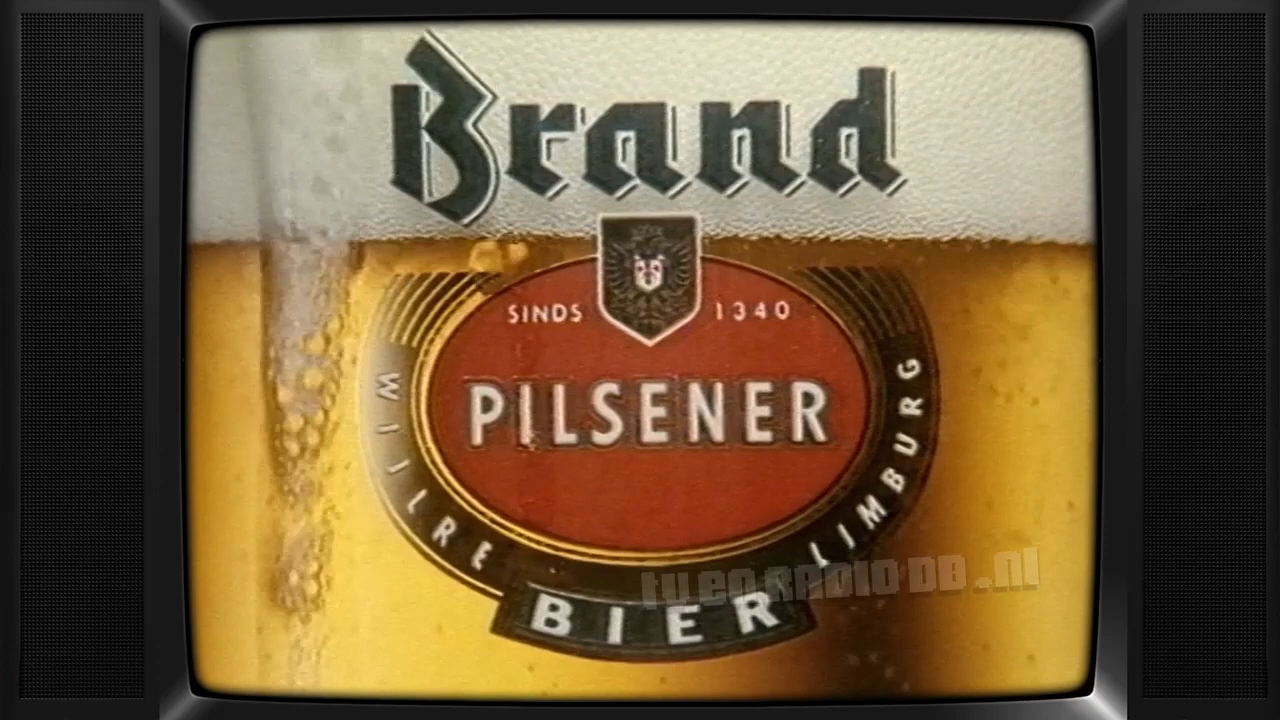 Brand
SINDS 1340
PILSENER
WIJLRE LIMBURG
BIER
tv en RADIO DB .nl